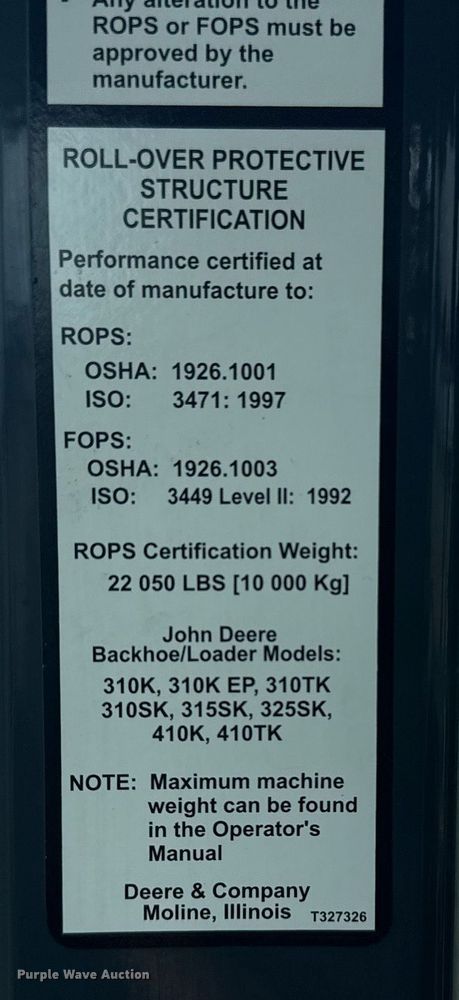 • Any alteration to the
ROPS or FOPS must be
approved by the
manufacturer.
ROLL-OVER PROTECTIVE
STRUCTURE
CERTIFICATION
Performance certified at
date of manufacture to:
ROPS:
OSHA: 1926.1001
ISO: 3471: 1997
FOPS:
OSHA: 1926.1003
ISO: 3449 Level II: 1992
ROPS Certification Weight:
22 050 LBS [10 000 Kg]
John Deere
Backhoe/Loader Models:
310K, 310K EP, 310TK
310SK, 315SK, 325SK,
410K, 410TK
NOTE: Maximum machine
weight can be found
in the Operator's
Manual
Deere & Company
Moline, Illinois T327326
Purple Wave Auction